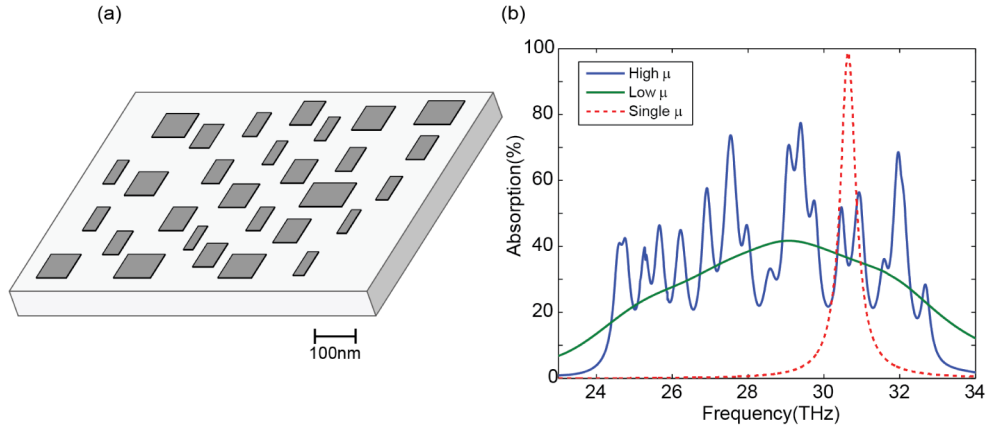 (a)
100nm
(b)
Absorption(%)
100
80
60
40
20
0
High μ
Low μ
Single μ
24 26 28 30 32 34
Frequency(THz)